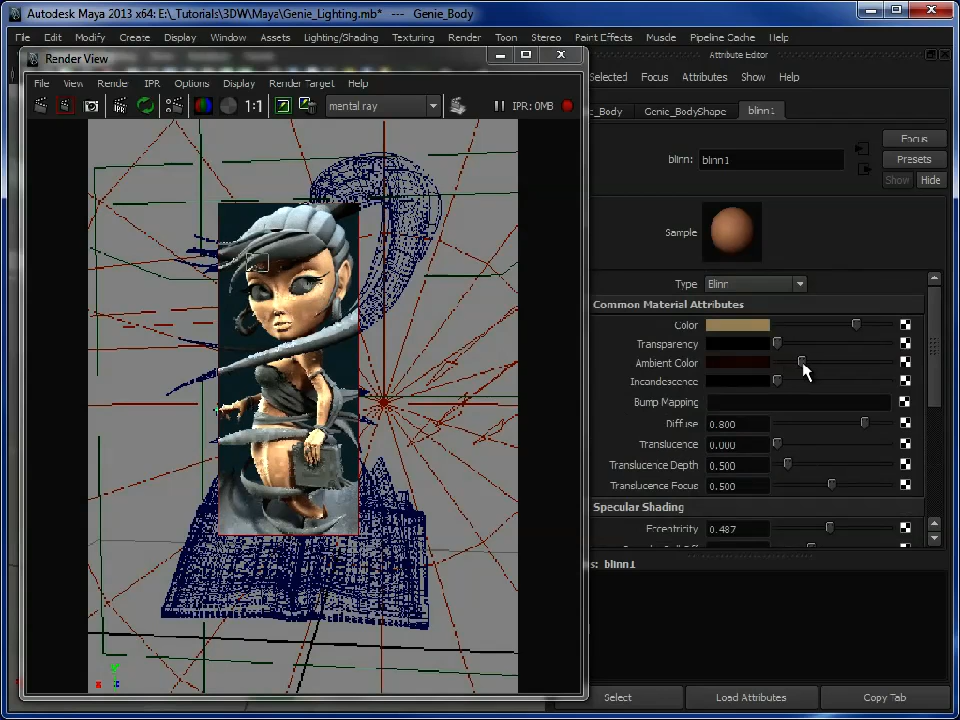 Autodesk Maya 2013 x64: E:\_Tutorials\3DW\Maya\Genie_Lighting.mb* --- Genie_Body
File Edit Modify Create Display Window Assets Lighting/Shading Texturing Render Toon Stereo Paint Effects Muscle Pipeline Cache Help
Attribute Editor
Render View
Selected Focus Attributes Show Help
File View Render IPR Options Display Render Target Help
1:1 mental ray IPR: 0MB
e_Body Genie_BodyShape blinn1
Focus
blinn: blinn1
Presets
Show Hide
Sample
Type Blinn
Common Material Attributes
Color
Transparency
Ambient Color
Incandescence
Bump Mapping
Diffuse 0.800
Translucence 0.000
Translucence Depth 0.500
Translucence Focus 0.500
Specular Shading
Eccentricity 0.487
s: blinn1
Select Load Attributes Copy Tab